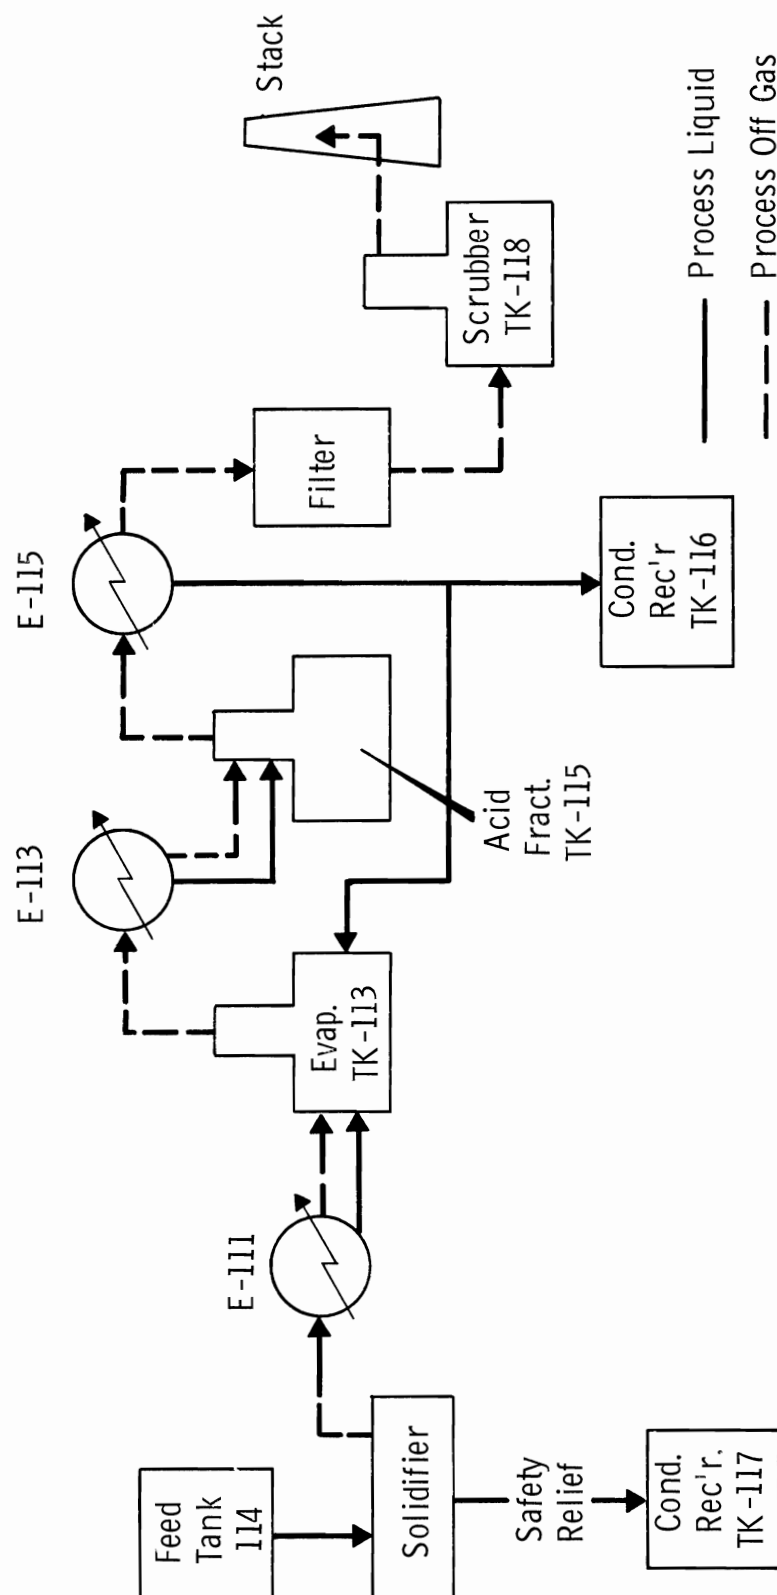 Feed
Tank
114
Solidifier
Safety
Relief
Cond.
Rec'r.
TK-117
E-111
Evap.
TK-113
E-113
Acid
Fract.
TK-115
E-115
Cond.
Rec'r
TK-116
Filter
Scrubber
TK-118
Stack
Process Liquid
Process Off Gas